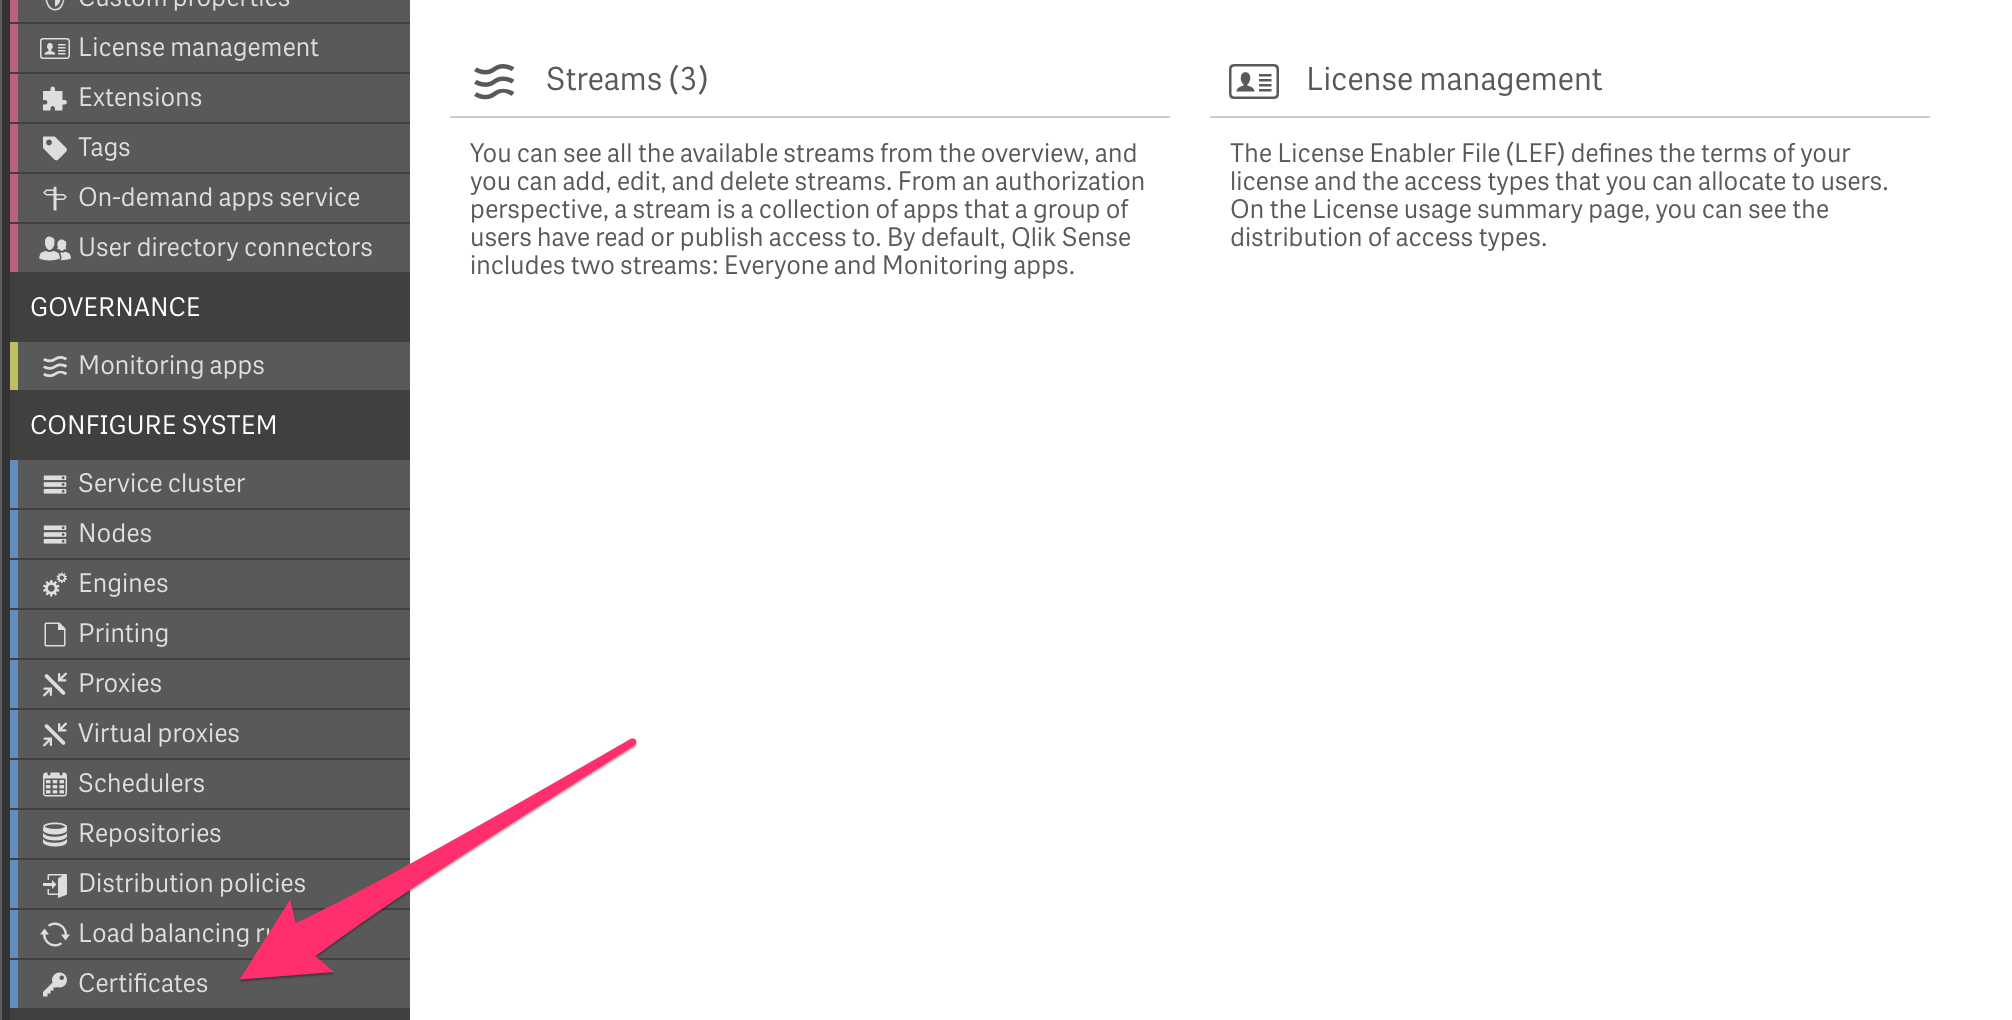 Custom properties
License management
Extensions
Tags
On-demand apps service
User directory connectors
GOVERNANCE
Monitoring apps
CONFIGURE SYSTEM
Service cluster
Nodes
Engines
Printing
Proxies
Virtual proxies
Schedulers
Repositories
Distribution policies
Load balancing
Certificates
Streams (3)
You can see all the available streams from the overview, and
you can add, edit, and delete streams. From an authorization
perspective, a stream is a collection of apps that a group of
users have read or publish access to. By default, Qlik Sense
includes two streams: Everyone and Monitoring apps.
License management
The License Enabler File (LEF) defines the terms of your
license and the access types that you can allocate to users.
On the License usage summary page, you can see the
distribution of access types.